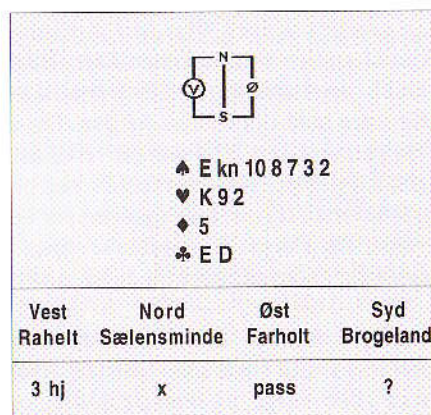 N
V Ø
S
♠ E kn 10 8 7 3 2
♥ K 9 2
♦ 5
♣ E D
Vest Nord Øst Syd
Rahelt Sælensminde Farholt Brogeland
3 hj x pass ?